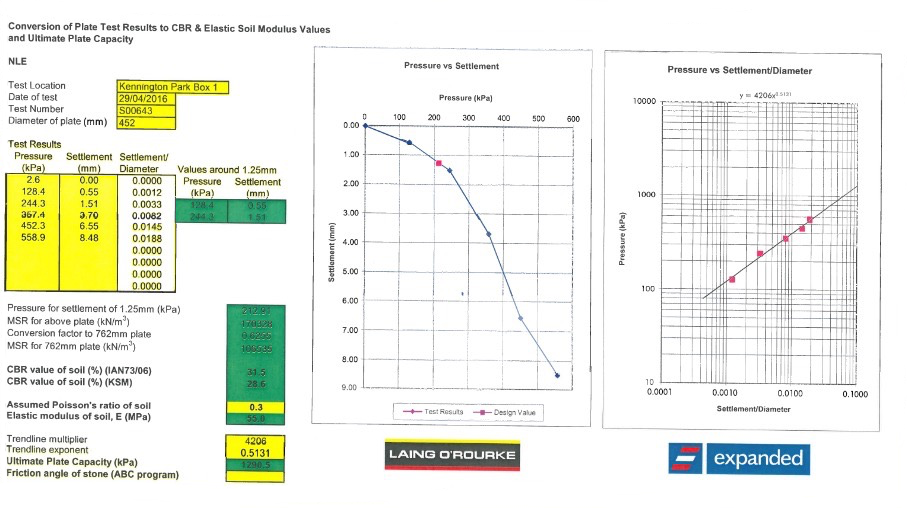 Conversion of Plate Test Results to CBR & Elastic Soil Modulus Values
and Ultimate Plate Capacity
NLE
Test Location Kennington Park Box 1
Date of test 29/04/2016
Test Number S00643
Diameter of plate (mm) 452
Test Results
Pressure Settlement Settlement/
(kPa) (mm) Diameter
2.6 0.00 0.0000
128.4 0.55 0.0012
244.3 1.51 0.0033
357.4 3.70 0.0082
452.3 6.55 0.0145
558.9 8.48 0.0188
0.0000
0.0000
0.0000
0.0000
Values around 1.25mm
Pressure Settlement
(kPa) (mm)
128.4 0.55
244.3 1.51
Pressure for settlement of 1.25mm (kPa) 212.91
MSR for above plate (kN/m³)
Conversion factor to 762mm plate
MSR for 762mm plate (kN/m³)
CBR value of soil (%) (IAN73/06) 31.5
CBR value of soil (%) (KSM) 28.6
Assumed Poisson's ratio of soil 0.3
Elastic modulus of soil, E (MPa)
Trendline multiplier 4206
Trendline exponent 0.5131
Ultimate Plate Capacity (kPa) 1290.5
Friction angle of stone (ABC program)
Pressure vs Settlement
Pressure (kPa)
0 100 200 300 400 500 600
0.00
1.00
2.00
3.00
4.00
5.00
6.00
7.00
8.00
9.00
Settlement (mm)
Test Results Design Value
LAING O'ROURKE
Pressure vs Settlement/Diameter
y = 4206x^0.5131
10000
1000
100
10
Pressure (kPa)
0.0001 0.0010 0.0100 0.1000
Settlement/Diameter
expanded